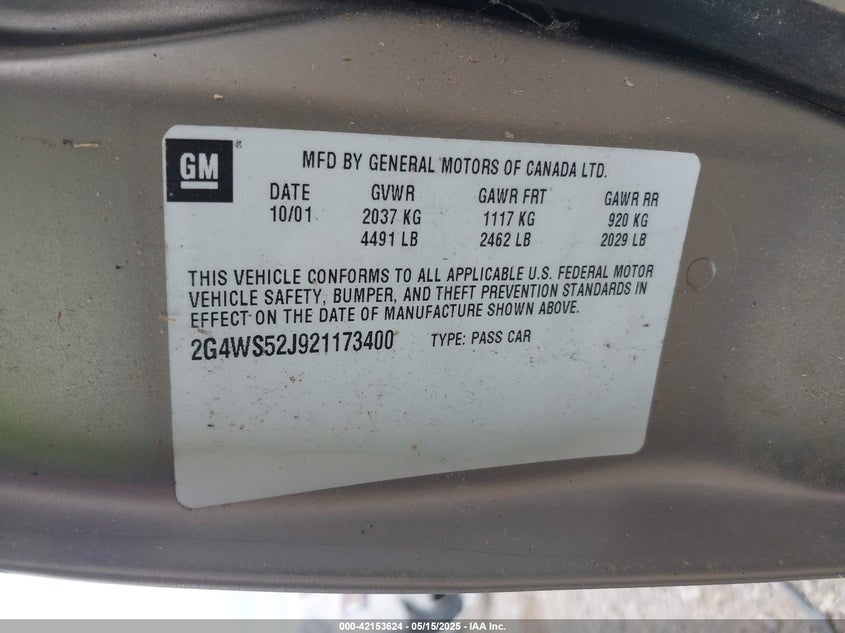 GM ®
MFD BY GENERAL MOTORS OF CANADA LTD.
DATE GVWR GAWR FRT GAWR RR
10/01 2037 KG 1117 KG 920 KG
4491 LB 2462 LB 2029 LB
THIS VEHICLE CONFORMS TO ALL APPLICABLE U.S. FEDERAL MOTOR
VEHICLE SAFETY, BUMPER, AND THEFT PREVENTION STANDARDS IN
EFFECT ON THE DATE OF MANUFACTURE SHOWN ABOVE.
2G4WS52J921173400 TYPE: PASS CAR
000-42153624 - 05/15/2025 - IAA Inc.